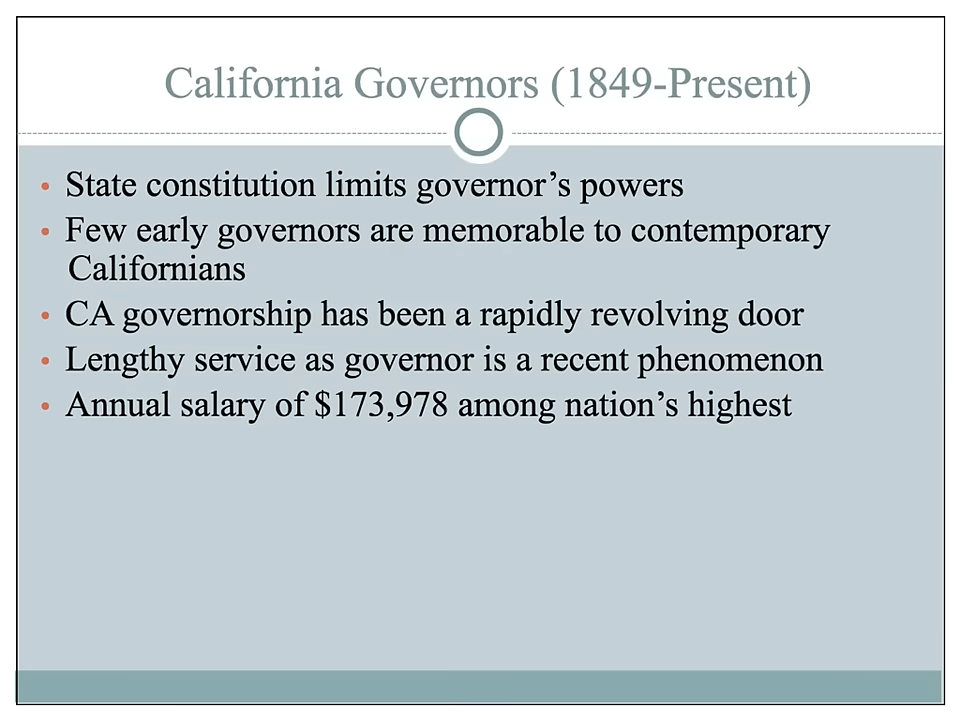 California Governors (1849-Present)
• State constitution limits governor’s powers
• Few early governors are memorable to contemporary
Californians
• CA governorship has been a rapidly revolving door
• Lengthy service as governor is a recent phenomenon
• Annual salary of $173,978 among nation’s highest